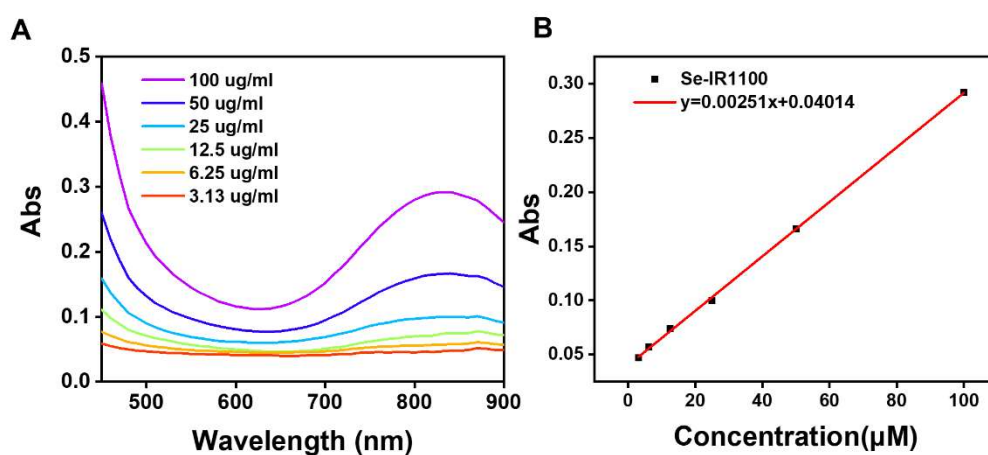 A
0.5
0.4
0.3
0.2
0.1
0.0
Abs
100 ug/ml
50 ug/ml
25 ug/ml
12.5 ug/ml
6.25 ug/ml
3.13 ug/ml
500 600 700 800 900
Wavelength (nm)
B
0.30
0.25
0.20
0.15
0.10
0.05
Abs
Se-IR1100
y=0.00251x+0.04014
0 20 40 60 80 100
Concentration(μM)